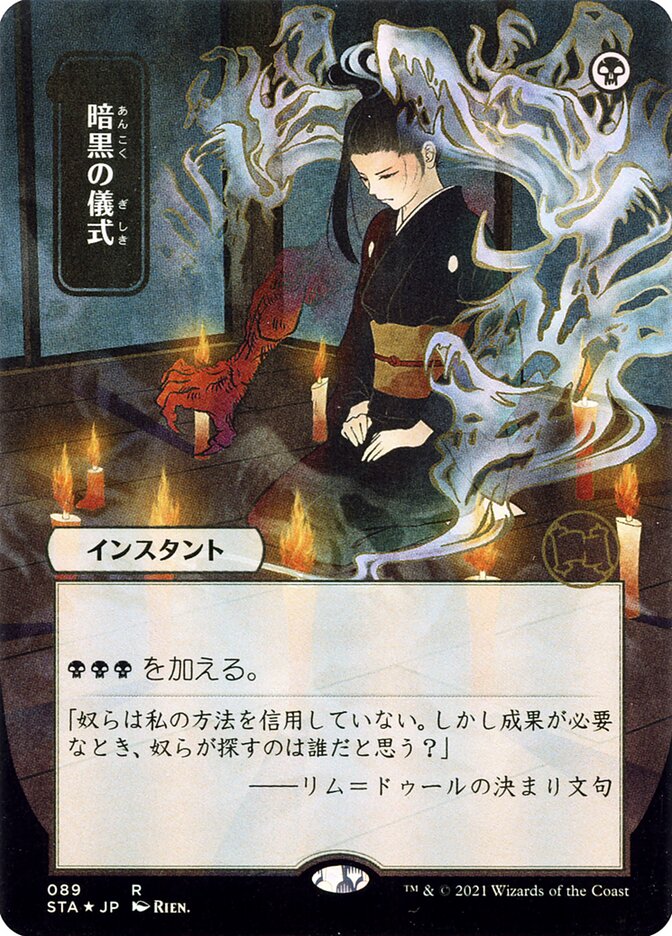 暗黒の儀式
あんこく ぎしき
インスタント
を加える。
「奴らは私の方法を信用していない。しかし成果が必要
なとき、奴らが探すのは誰だと思う?」
――リム=ドゥールの決まり文句
089 R
STA★JP RIEN.
™ & © 2021 Wizards of the Coast